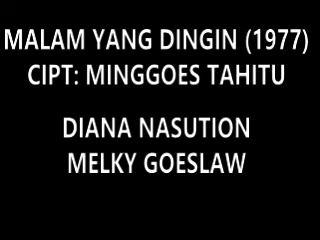 MALAM YANG DINGIN (1977)
CIPT: MINGGOES TAHITU
DIANA NASUTION
MELKY GOESLAW